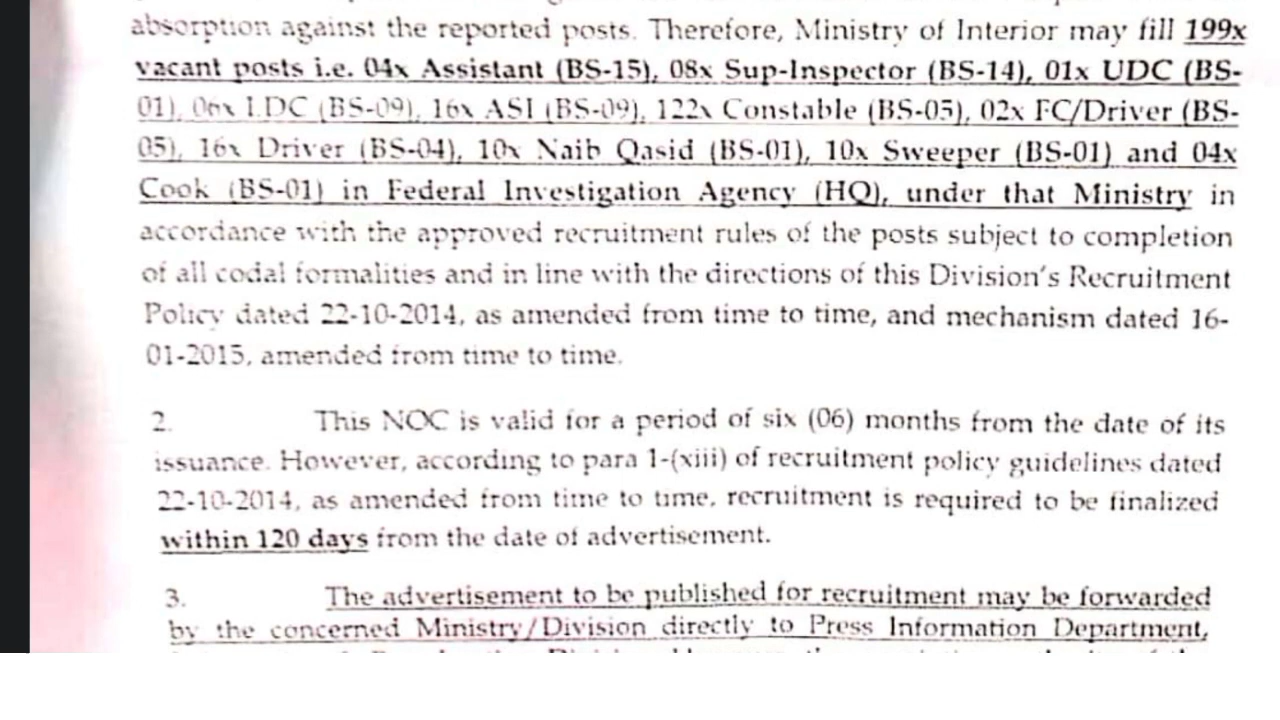 absorption against the reported posts. Therefore, Ministry of Interior may fill 199x
vacant posts i.e. 04x Assistant (BS-15), 08x Sup-Inspector (BS-14), 01x UDC (BS-
01), 06x LDC (BS-09), 16x ASI (BS-09), 122x Constable (BS-05), 02x FC/Driver (BS-
05), 16x Driver (BS-04), 10x Naib Qasid (BS-01), 10x Sweeper (BS-01) and 04x
Cook (BS-01) in Federal Investigation Agency (HQ), under that Ministry in
accordance with the approved recruitment rules of the posts subject to completion
of all codal formalities and in line with the directions of this Division's Recruitment
Policy dated 22-10-2014, as amended from time to time, and mechanism dated 16-
01-2015, amended from time to time.
2. This NOC is valid for a period of six (06) months from the date of its
issuance. However, according to para 1-(xiii) of recruitment policy guidelines dated
22-10-2014, as amended from time to time, recruitment is required to be finalized
within 120 days from the date of advertisement.
3. The advertisement to be published for recruitment may be forwarded
by the concerned Ministry/Division directly to Press Information Department,